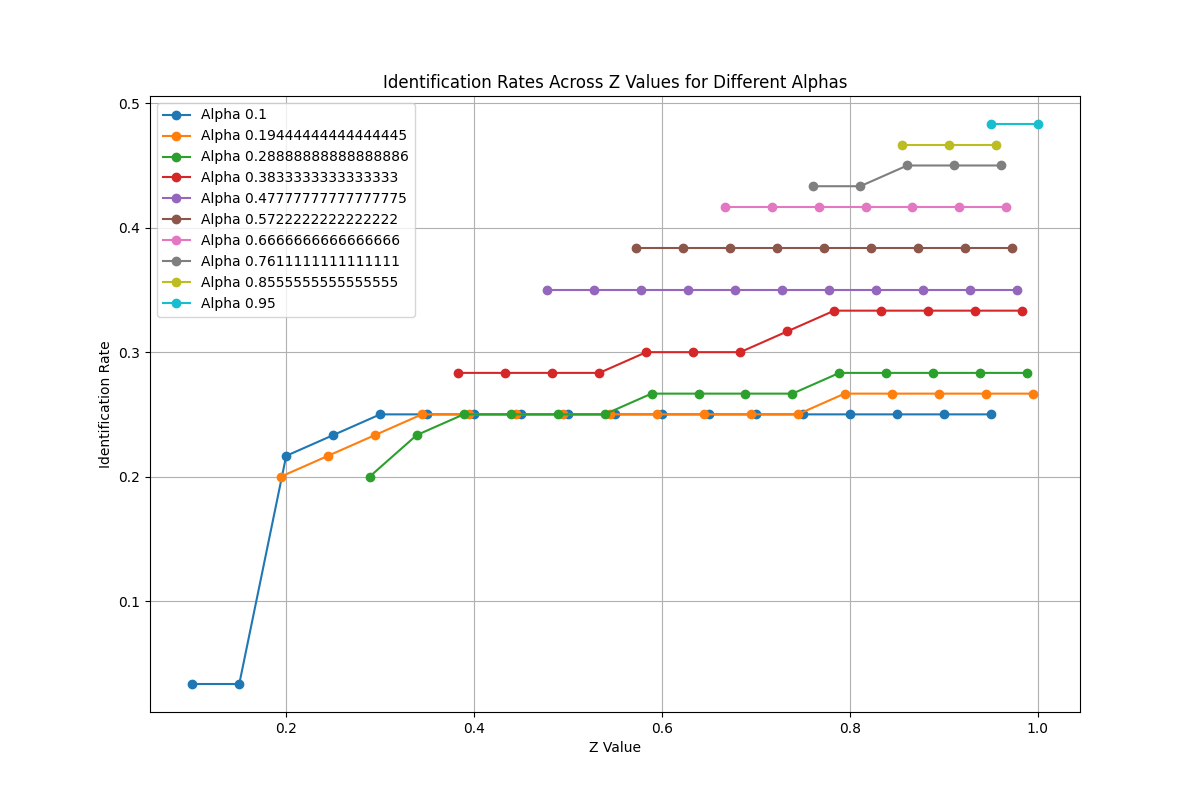 Identification Rates Across Z Values for Different Alphas
Alpha 0.1
Alpha 0.19444444444444445
Alpha 0.28888888888888886
Alpha 0.3833333333333333
Alpha 0.47777777777777775
Alpha 0.5722222222222222
Alpha 0.6666666666666666
Alpha 0.7611111111111111
Alpha 0.8555555555555555
Alpha 0.95
0.5
0.4
0.3
0.2
0.1
Identification Rate
0.2 0.4 0.6 0.8 1.0
Z Value